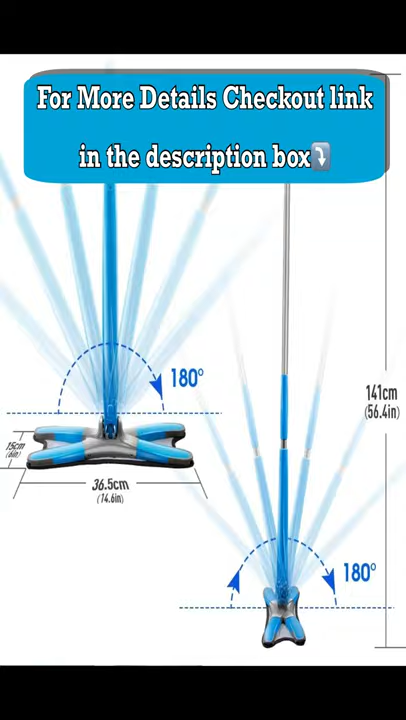 For More Details Checkout link
in the description box⤵️
180°
141cm
(56.4in)
15cm
(6in)
36.5cm
(14.6in)
180°